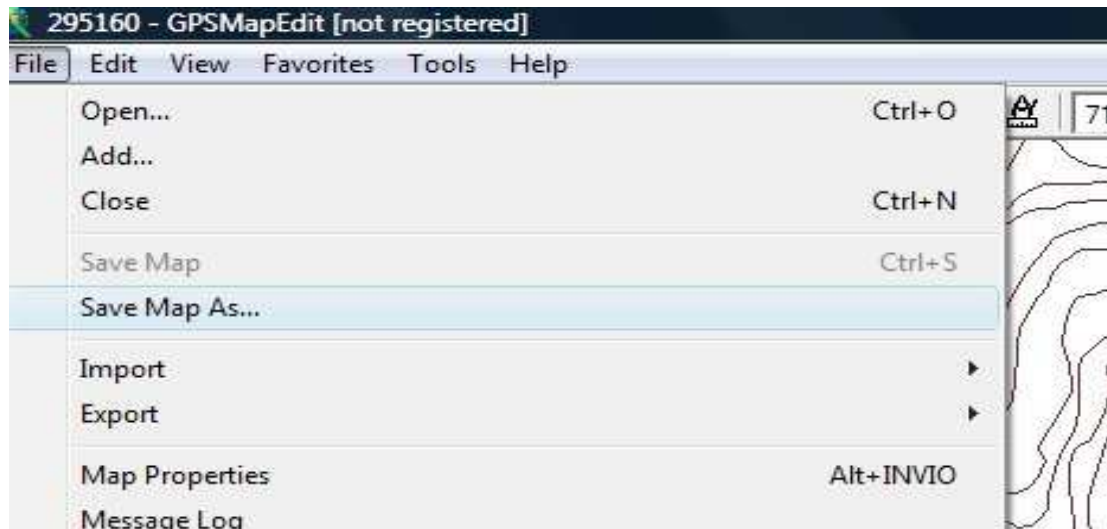 295160 - GPSMapEdit [not registered]
File Edit View Favorites Tools Help
Open... Ctrl+O
71
Add...
Close Ctrl+N
Save Map Ctrl+S
Save Map As...
Import
Export
Map Properties Alt+INVIO
Message Log